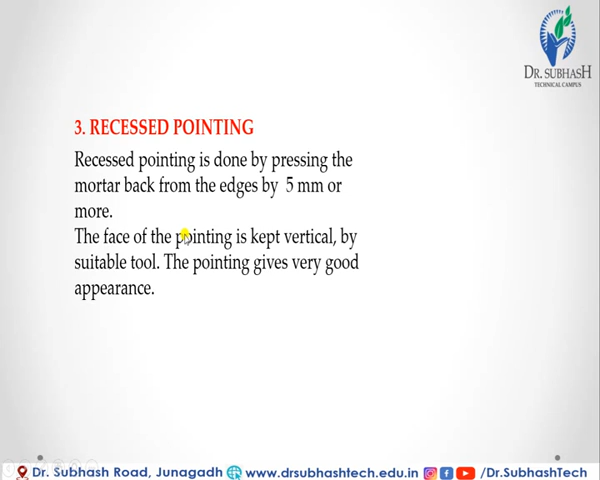 DR. SUBHASH
TECHNICAL CAMPUS
3. RECESSED POINTING
Recessed pointing is done by pressing the
mortar back from the edges by 5 mm or
more.
The face of the pointing is kept vertical, by
suitable tool. The pointing gives very good
appearance.
Dr. Subhash Road, Junagadh www.drsubhashtech.edu.in /Dr.SubhashTech